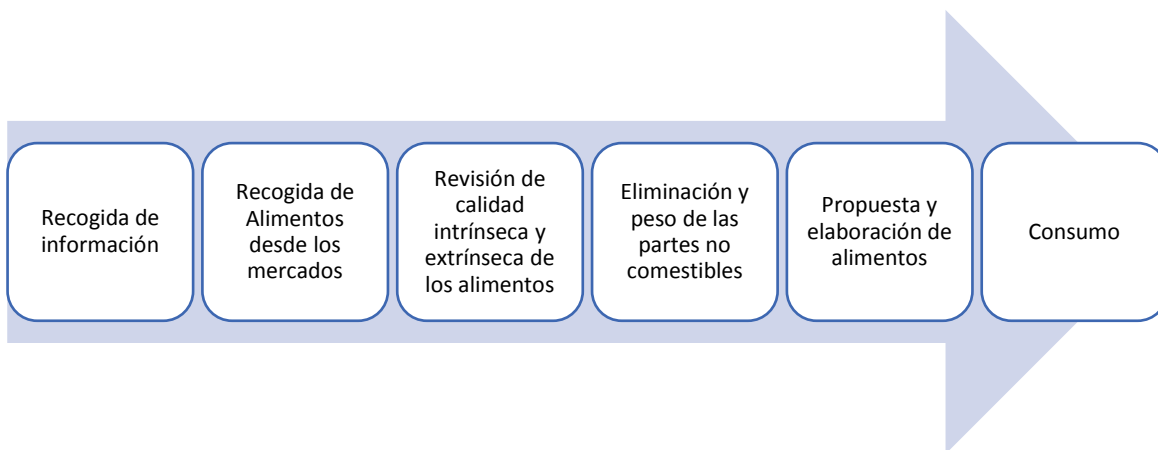 Recogida de
información
Recogida de
Alimentos
desde los
mercados
Revisión de
calidad
intrínseca y
extrínseca de
los alimentos
Eliminación y
peso de las
partes no
comestibles
Propuesta y
elaboración de
alimentos
Consumo